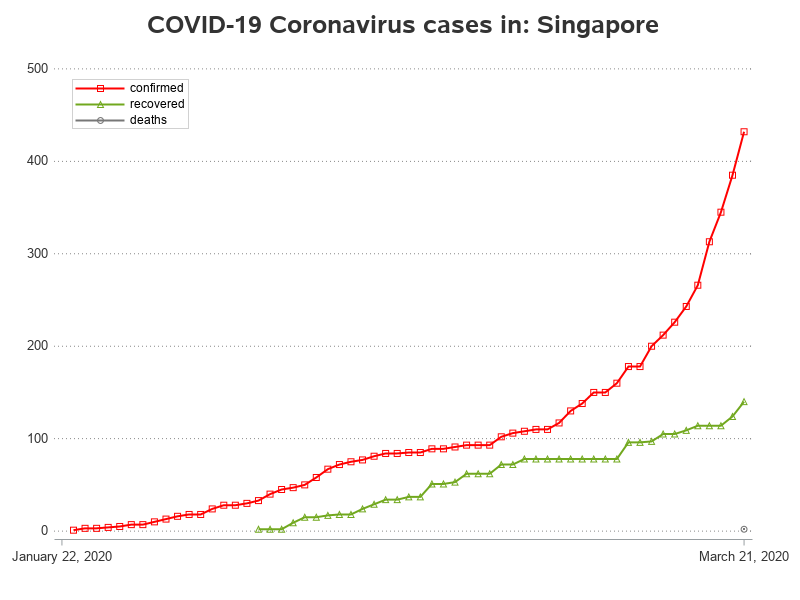 COVID-19 Coronavirus cases in: Singapore
500
confirmed
recovered
deaths
400
300
200
100
0
January 22, 2020
March 21, 2020